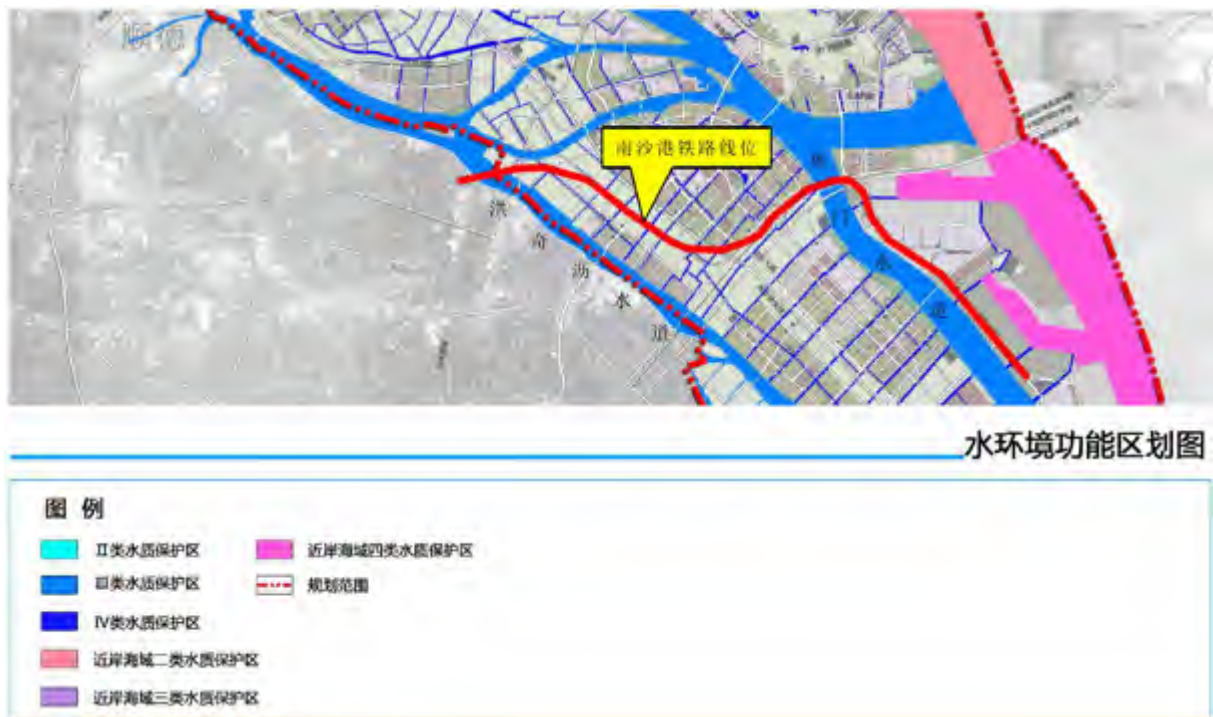 顺德
南沙港铁路线位
洪奇沥水道
门水道
水环境功能区划图
图 例
II类水质保护区
近岸海域四类水质保护区
III类水质保护区
规划范围
IV类水质保护区
近岸海域二类水质保护区
近岸海域三类水质保护区